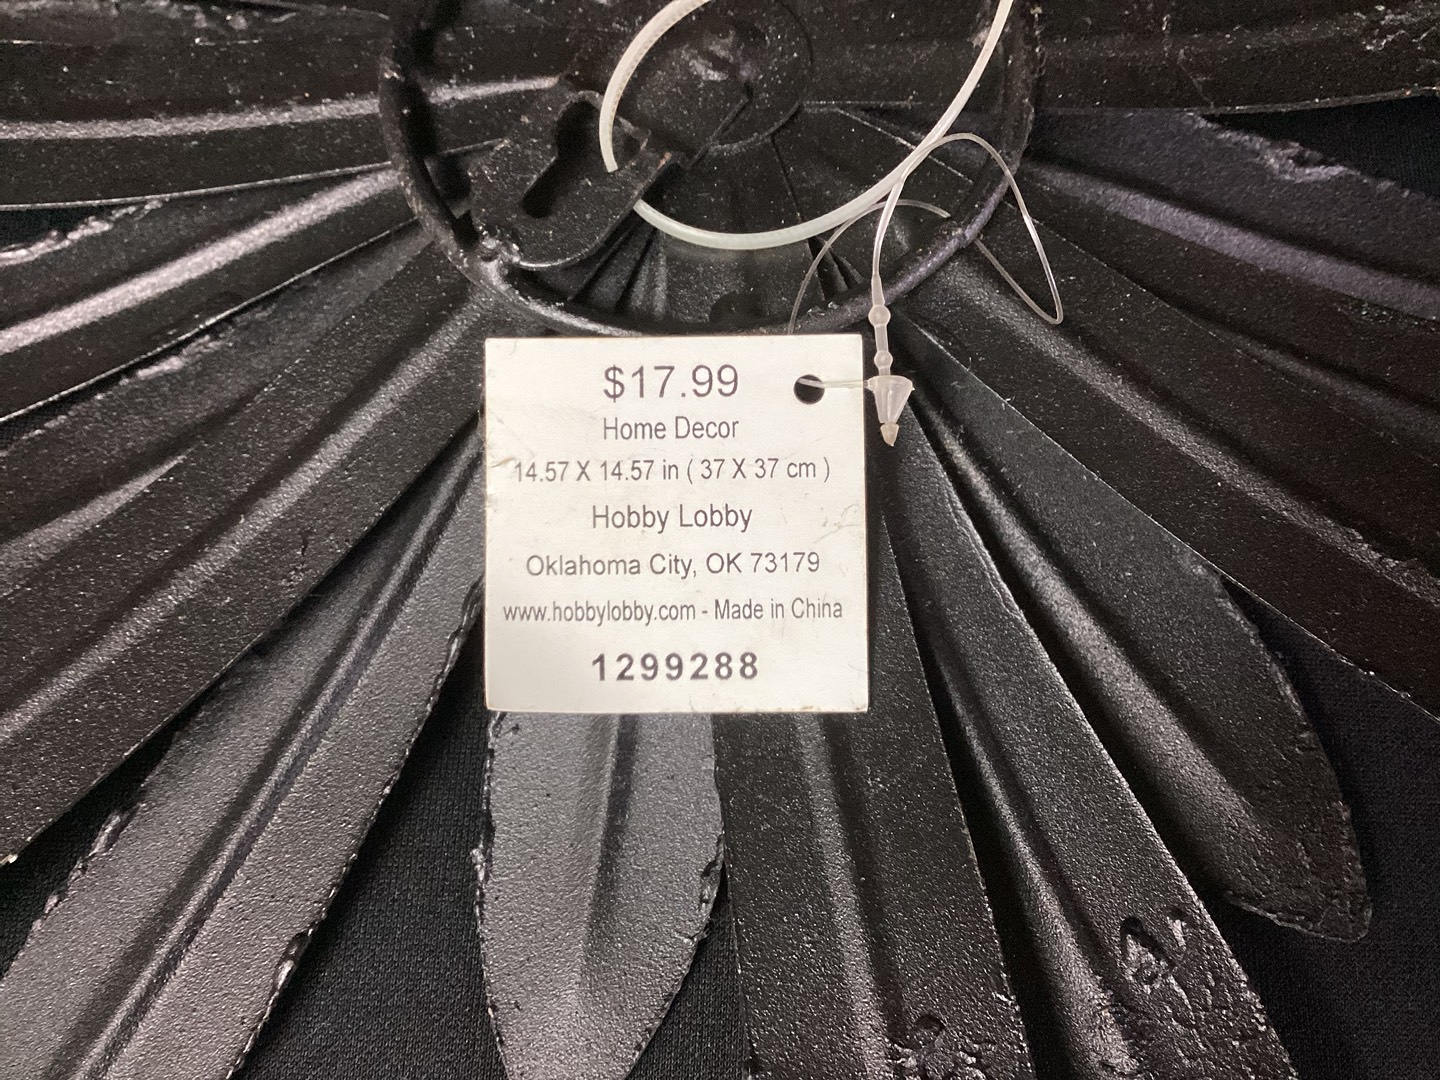 $17.99
Home Decor
14.57 X 14.57 in ( 37 X 37 cm )
Hobby Lobby
Oklahoma City, OK 73179
www.hobbylobby.com - Made in China
1299288